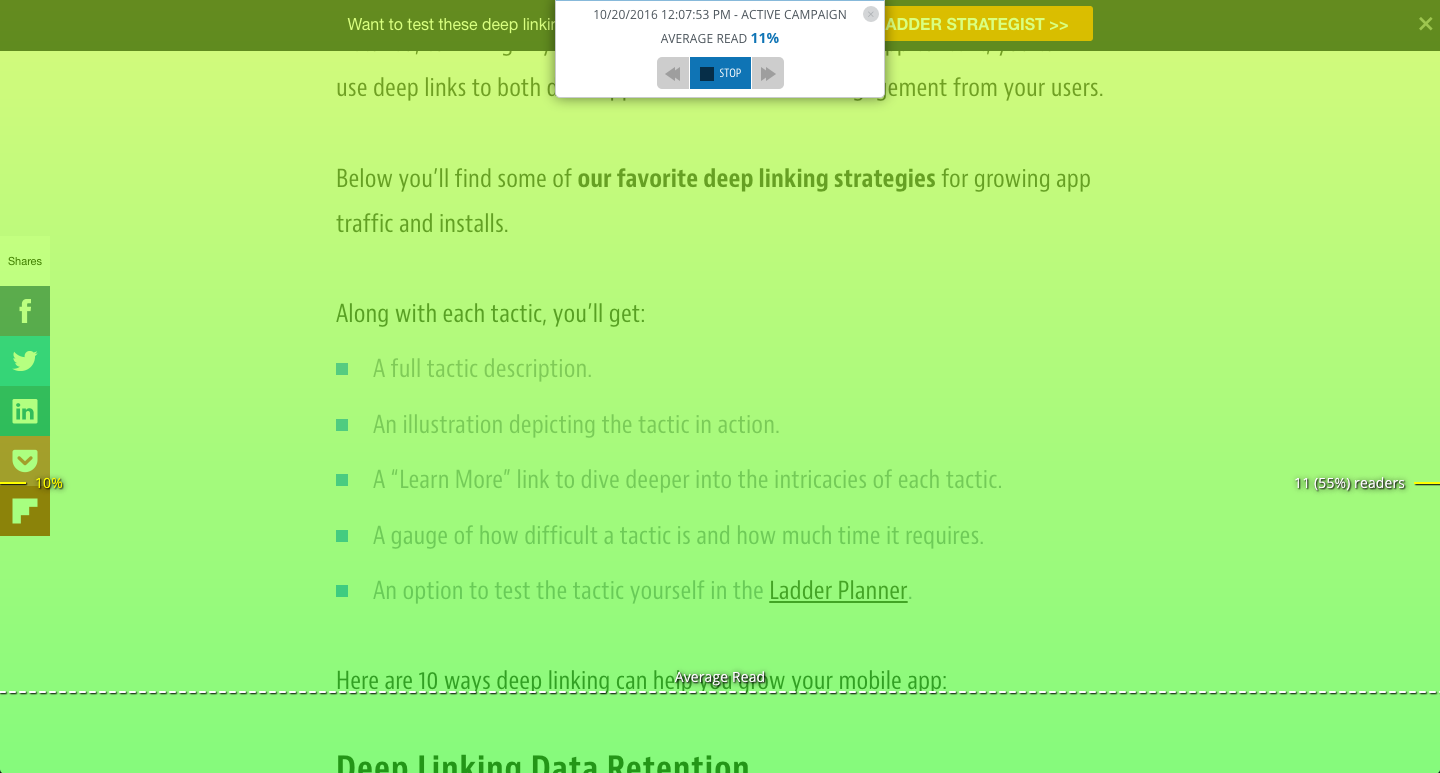 Want to test these deep linkin
ADDER STRATEGIST >>
10/20/2016 12:07:53 PM - ACTIVE CAMPAIGN
AVERAGE READ 11%
STOP
use deep links to both gement from your users.
Below you’ll find some of our favorite deep linking strategies for growing app
traffic and installs.
Shares
Along with each tactic, you’ll get:
A full tactic description.
An illustration depicting the tactic in action.
A “Learn More” link to dive deeper into the intricacies of each tactic.
10%
11 (55%) readers
A gauge of how difficult a tactic is and how much time it requires.
An option to test the tactic yourself in the Ladder Planner.
Here are 10 ways deep linking can help you grow your mobile app:
Average Read
Deep Linking Data Retention